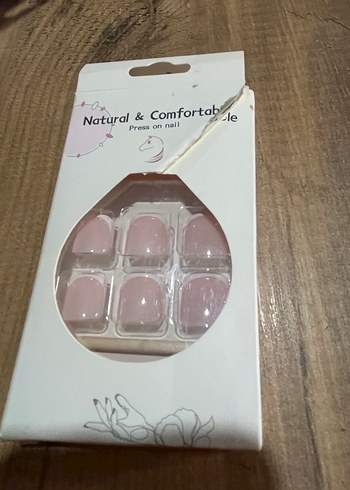 Natural & Comfortable
Press on nail